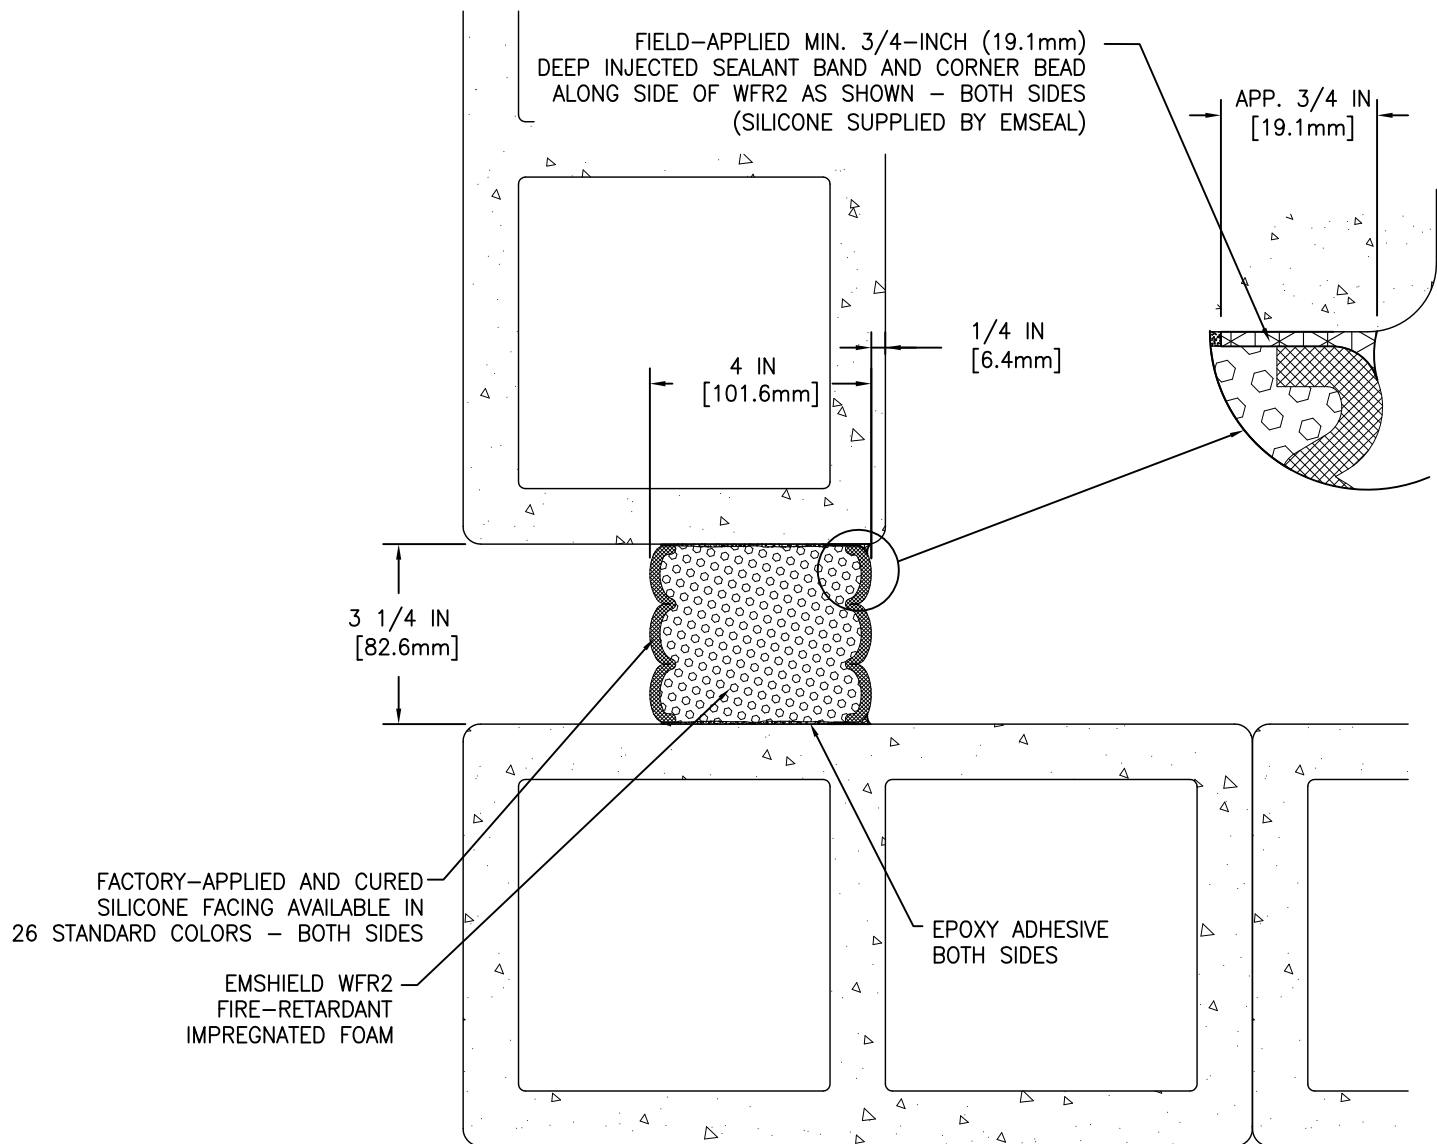 FIELD-APPLIED MIN. 3/4-INCH (19.1mm)
DEEP INJECTED SEALANT BAND AND CORNER BEAD
ALONG SIDE OF WFR2 AS SHOWN - BOTH SIDES
(SILICONE SUPPLIED BY EMSEAL)
APP. 3/4 IN
[19.1mm]
1/4 IN
[6.4mm]
4 IN
[101.6mm]
3 1/4 IN
[82.6mm]
FACTORY-APPLIED AND CURED
SILICONE FACING AVAILABLE IN
26 STANDARD COLORS - BOTH SIDES
EPOXY ADHESIVE
BOTH SIDES
EMSHIELD WFR2
FIRE-RETARDANT
IMPREGNATED FOAM